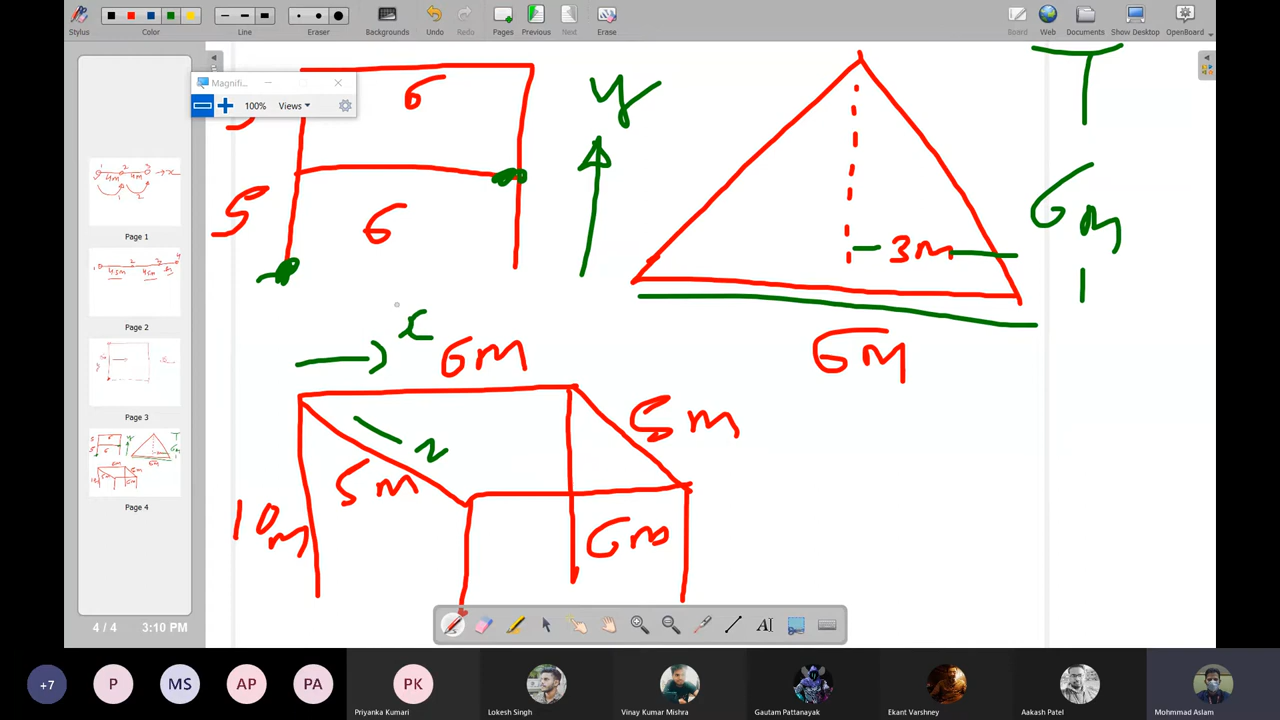 Stylus
Color
Line
Eraser
Backgrounds
Undo
Redo
Pages
Previous
Next
Erase
Board
Web
Documents
Show Desktop
OpenBoard
Magnifi...
100%
Views
6
5
6
y
3m
6m
6m
x
6m
z
5m
5m
10m
6m
Page 1
Page 2
Page 3
Page 4
4 / 4
3:10 PM
+7
P
MS
AP
PA
PK
Priyanka Kumari
Lokesh Singh
Vinay Kumar Mishra
Gautam Pattanayak
Ekant Varshney
Aakash Patel
Mohmmad Aslam